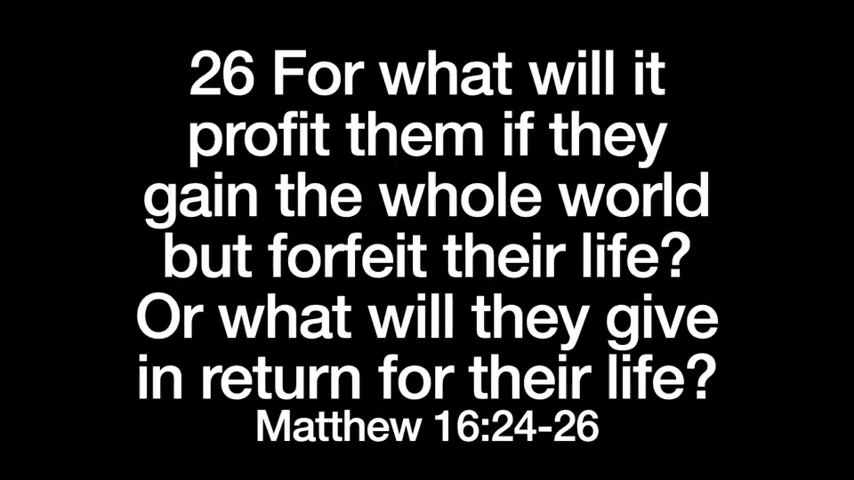 26 For what will it
profit them if they
gain the whole world
but forfeit their life?
Or what will they give
in return for their life?
Matthew 16:24-26